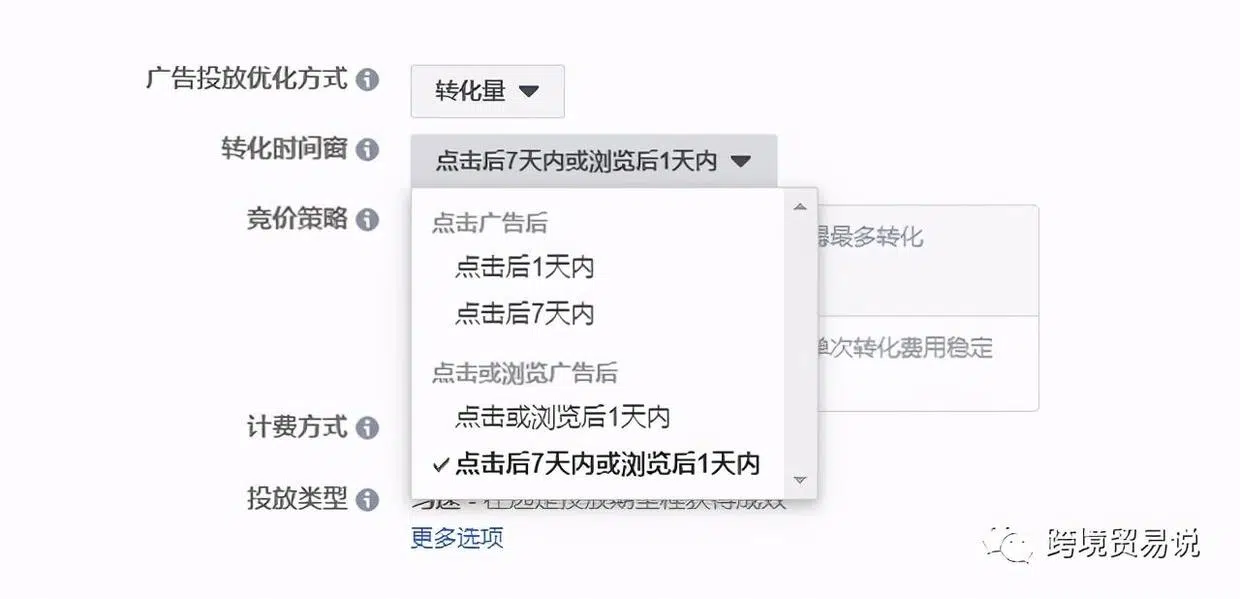 广告投放优化方式
转化量
转化时间窗
点击后7天内或浏览后1天内
竞价策略
点击广告后
点击后1天内
点击后7天内
最多转化
次转化费用稳定
点击或浏览广告后
点击或浏览后1天内
点击后7天内或浏览后1天内
计费方式
投放类型
更多选项
跨境贸易说